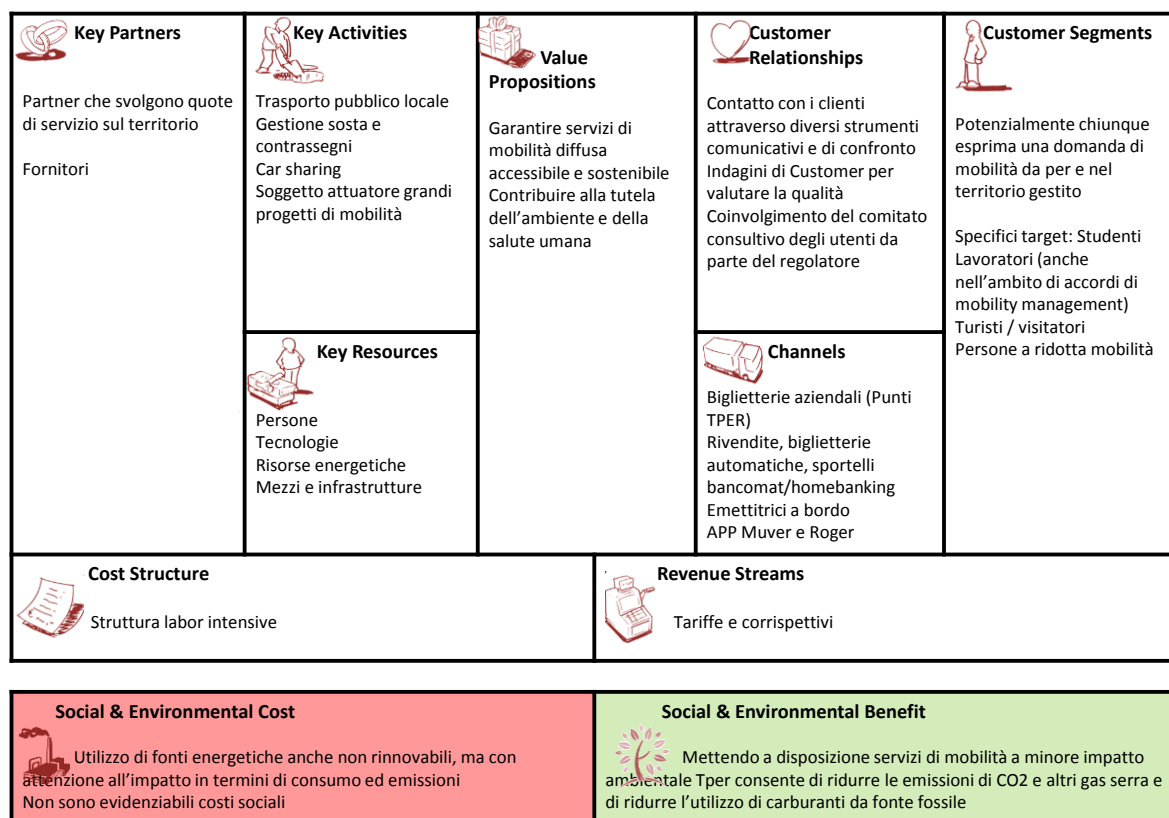 Key Partners
Partner che svolgono quote
di servizio sul territorio
Fornitori
Key Activities
Trasporto pubblico locale
Gestione sosta e
contrassegni
Car sharing
Soggetto attuatore grandi
progetti di mobilità
Key Resources
Persone
Tecnologie
Risorse energetiche
Mezzi e infrastrutture
Value
Propositions
Garantire servizi di
mobilità diffusa
accessibile e sostenibile
Contribuire alla tutela
dell'ambiente e della
salute umana
Customer
Relationships
Contatto con i clienti
attraverso diversi strumenti
comunicativi e di confronto
Indagini di Customer per
valutare la qualità
Coinvolgimento del comitato
consultivo degli utenti da
parte del regolatore
Channels
Biglietterie aziendali (Punti
TPER)
Rivendite, biglietterie
automatiche, sportelli
bancomat/homebanking
Emettitrici a bordo
APP Muver e Roger
Customer Segments
Potenzialmente chiunque
esprima una domanda di
mobilità da per e nel
territorio gestito
Specifici target: Studenti
Lavoratori (anche
nell'ambito di accordi di
mobility management)
Turisti / visitatori
Persone a ridotta mobilità
Cost Structure
Struttura labor intensive
Revenue Streams
Tariffe e corrispettivi
Social & Environmental Cost
Utilizzo di fonti energetiche anche non rinnovabili, ma con
attenzione all'impatto in termini di consumo ed emissioni
Non sono evidenziabili costi sociali
Social & Environmental Benefit
Mettendo a disposizione servizi di mobilità a minore impatto
ambientale Tper consente di ridurre le emissioni di CO2 e altri gas serra e
di ridurre l'utilizzo di carburanti da fonte fossile